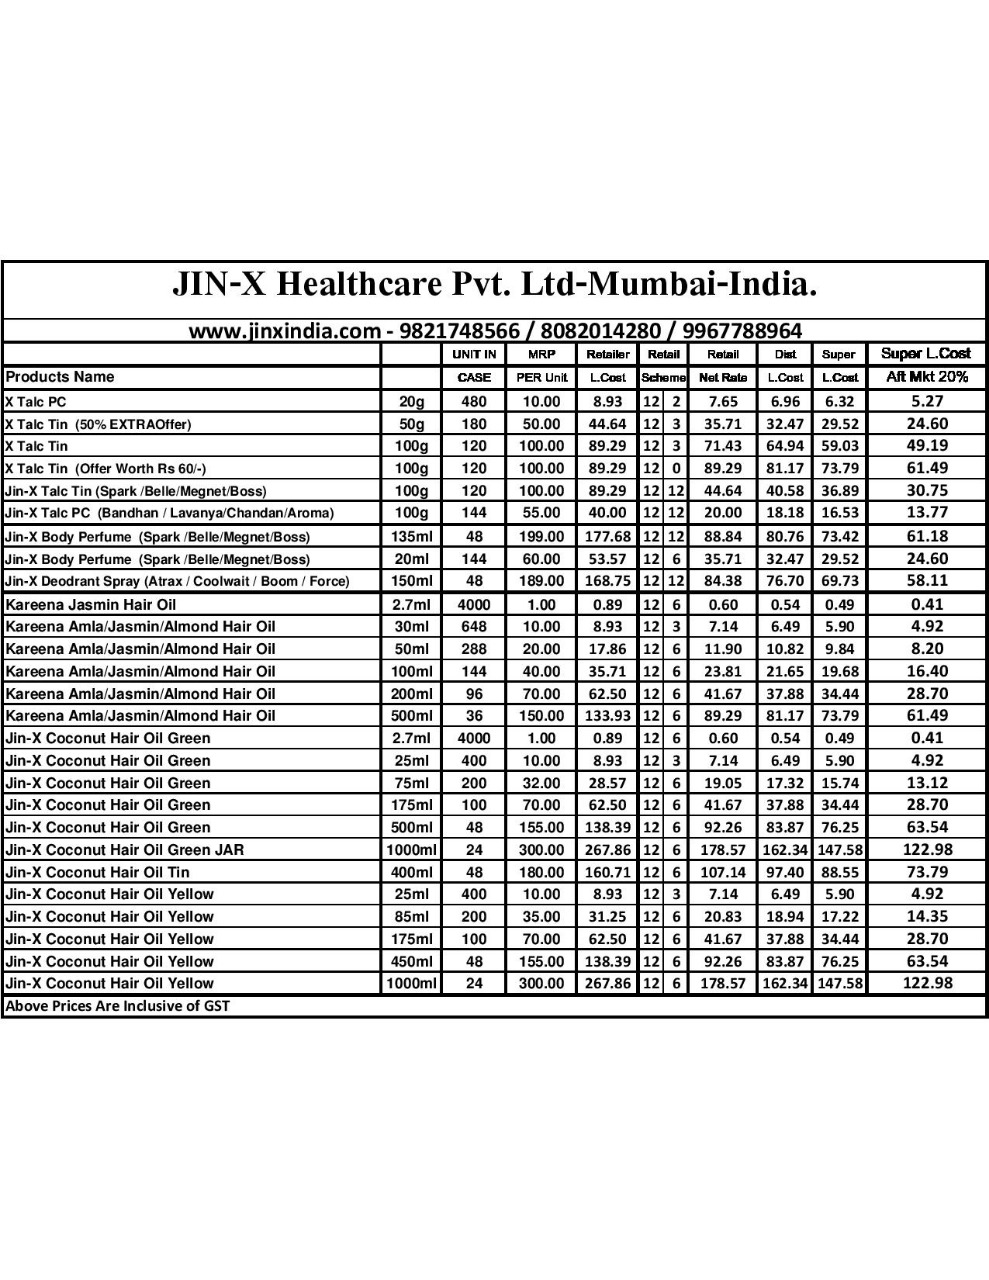 JIN-X Healthcare Pvt. Ltd-Mumbai-India.
www.jinxindia.com - 9821748566 / 8082014280 / 9967788964
UNIT IN MRP Retailer Retail Retail Dist Super Super L.Cost
Products Name CASE PER Unit L.Cost Scheme Net Rate L.Cost L.Cost Aft Mkt 20%
X Talc PC 20g 480 10.00 8.93 12 2 7.65 6.96 6.32 5.27
X Talc Tin (50% EXTRAOffer) 50g 180 50.00 44.64 12 3 35.71 32.47 29.52 24.60
X Talc Tin 100g 120 100.00 89.29 12 3 71.43 64.94 59.03 49.19
X Talc Tin (Offer Worth Rs 60/-) 100g 120 100.00 89.29 12 0 89.29 81.17 73.79 61.49
Jin-X Talc Tin (Spark /Belle/Megnet/Boss) 100g 120 100.00 89.29 12 12 44.64 40.58 36.89 30.75
Jin-X Talc PC (Bandhan / Lavanya/Chandan/Aroma) 100g 144 55.00 40.00 12 12 20.00 18.18 16.53 13.77
Jin-X Body Perfume (Spark /Belle/Megnet/Boss) 135ml 48 199.00 177.68 12 12 88.84 80.76 73.42 61.18
Jin-X Body Perfume (Spark /Belle/Megnet/Boss) 20ml 144 60.00 53.57 12 6 35.71 32.47 29.52 24.60
Jin-X Deodrant Spray (Atrax / Coolwait / Boom / Force) 150ml 48 189.00 168.75 12 12 84.38 76.70 69.73 58.11
Kareena Jasmin Hair Oil 2.7ml 4000 1.00 0.89 12 6 0.60 0.54 0.49 0.41
Kareena Amla/Jasmin/Almond Hair Oil 30ml 648 10.00 8.93 12 3 7.14 6.49 5.90 4.92
Kareena Amla/Jasmin/Almond Hair Oil 50ml 288 20.00 17.86 12 6 11.90 10.82 9.84 8.20
Kareena Amla/Jasmin/Almond Hair Oil 100ml 144 40.00 35.71 12 6 23.81 21.65 19.68 16.40
Kareena Amla/Jasmin/Almond Hair Oil 200ml 96 70.00 62.50 12 6 41.67 37.88 34.44 28.70
Kareena Amla/Jasmin/Almond Hair Oil 500ml 36 150.00 133.93 12 6 89.29 81.17 73.79 61.49
Jin-X Coconut Hair Oil Green 2.7ml 4000 1.00 0.89 12 6 0.60 0.54 0.49 0.41
Jin-X Coconut Hair Oil Green 25ml 400 10.00 8.93 12 3 7.14 6.49 5.90 4.92
Jin-X Coconut Hair Oil Green 75ml 200 32.00 28.57 12 6 19.05 17.32 15.74 13.12
Jin-X Coconut Hair Oil Green 175ml 100 70.00 62.50 12 6 41.67 37.88 34.44 28.70
Jin-X Coconut Hair Oil Green 500ml 48 155.00 138.39 12 6 92.26 83.87 76.25 63.54
Jin-X Coconut Hair Oil Green JAR 1000ml 24 300.00 267.86 12 6 178.57 162.34 147.58 122.98
Jin-X Coconut Hair Oil Tin 400ml 48 180.00 160.71 12 6 107.14 97.40 88.55 73.79
Jin-X Coconut Hair Oil Yellow 25ml 400 10.00 8.93 12 3 7.14 6.49 5.90 4.92
Jin-X Coconut Hair Oil Yellow 85ml 200 35.00 31.25 12 6 20.83 18.94 17.22 14.35
Jin-X Coconut Hair Oil Yellow 175ml 100 70.00 62.50 12 6 41.67 37.88 34.44 28.70
Jin-X Coconut Hair Oil Yellow 450ml 48 155.00 138.39 12 6 92.26 83.87 76.25 63.54
Jin-X Coconut Hair Oil Yellow 1000ml 24 300.00 267.86 12 6 178.57 162.34 147.58 122.98
Above Prices Are Inclusive of GST